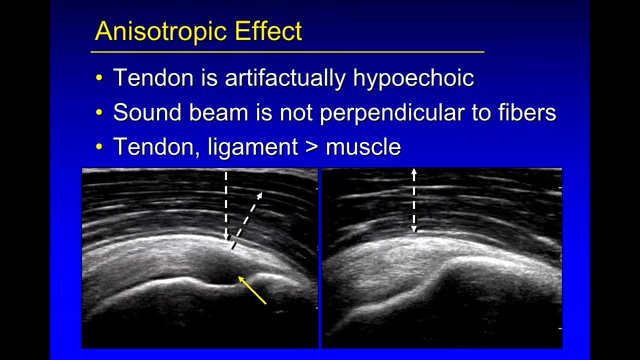 Anisotropic Effect
• Tendon is artifactually hypoechoic
• Sound beam is not perpendicular to fibers
• Tendon, ligament > muscle